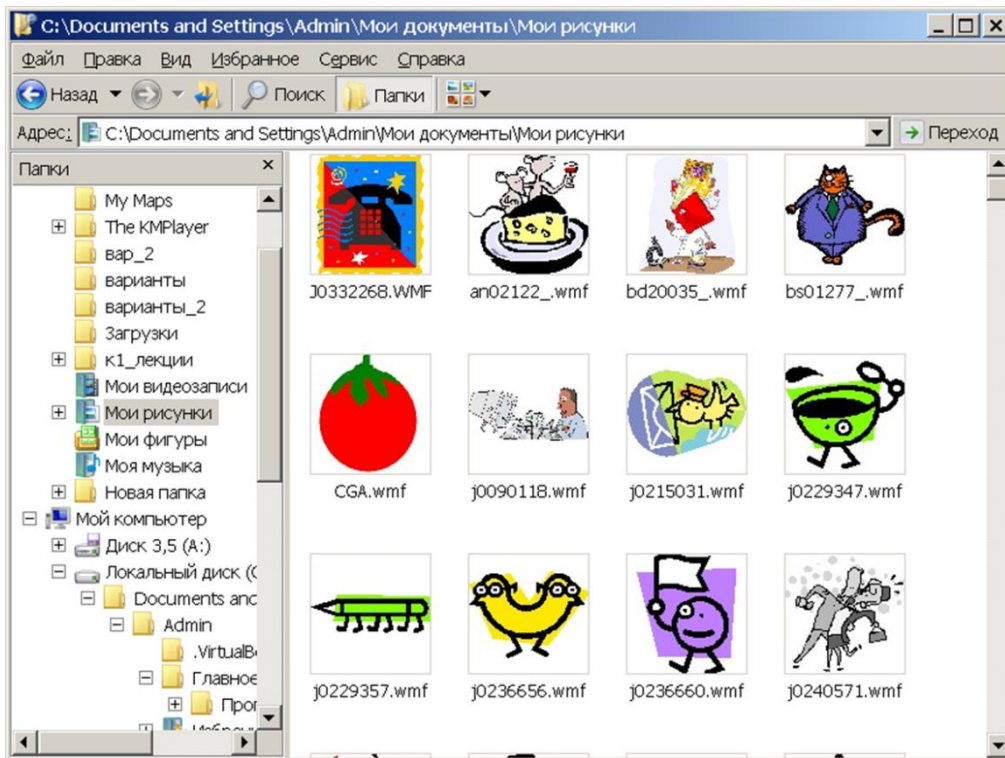 C:\Documents and Settings\Admin\Мои документы\Мои рисунки
Файл Правка Вид Избранное Сервис Справка
Назад Поиск Папки
Адрес: C:\Documents and Settings\Admin\Мои документы\Мои рисунки Переход
Папки
My Maps
The KMPlayer
вар_2
варианты
варианты_2
Загрузки
к1_лекции
Мои видеозаписи
Мои рисунки
Мои фигуры
Моя музыка
Новая папка
Мой компьютер
Диск 3,5 (A:)
Локальный диск (
Documents and
Admin
.VirtualB
Главное
J0332268.WMF an02122_.wmf bd20035_.wmf bs01277_.wmf
CGA.wmf j0090118.wmf j0215031.wmf j0229347.wmf
j0229357.wmf j0236656.wmf j0236660.wmf j0240571.wmf